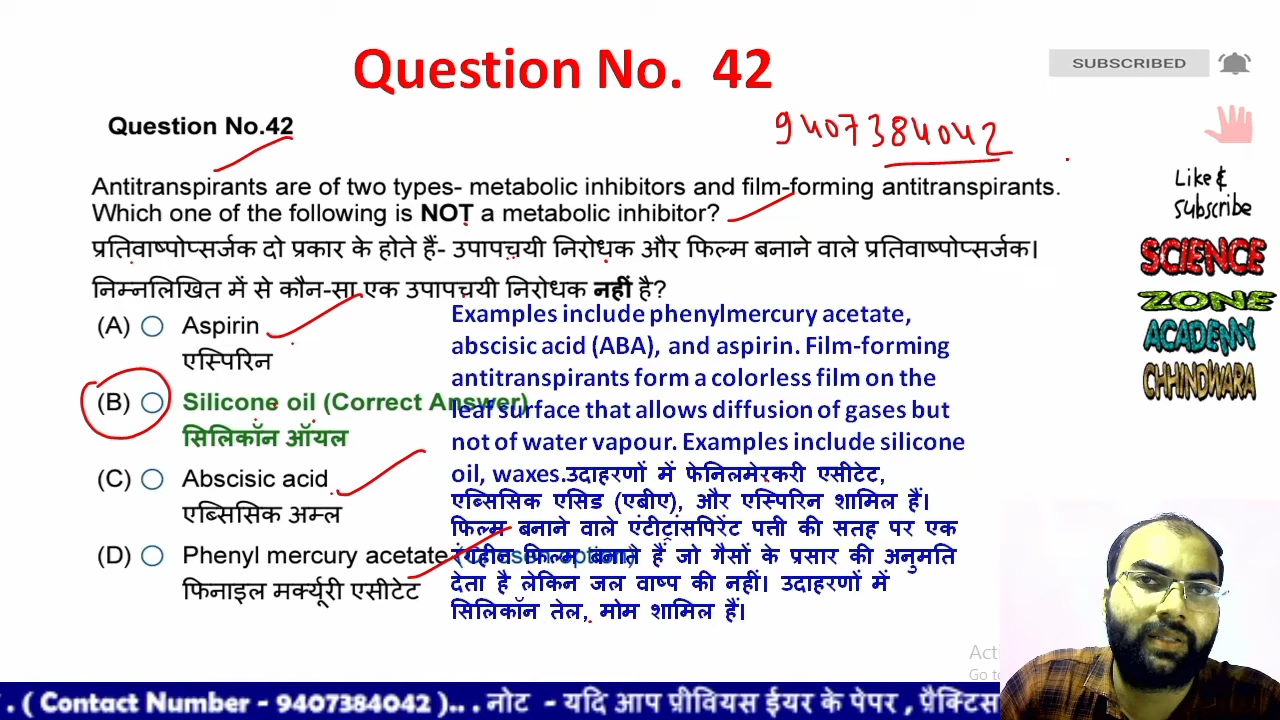 Question No. 42
SUBSCRIBED
Question No.42
9407384042
Antitranspirants are of two types- metabolic inhibitors and film-forming antitranspirants.
Which one of the following is NOT a metabolic inhibitor?
प्रतिवाष्पोप्सर्जक दो प्रकार के होते हैं- उपापचयी निरोधक और फिल्म बनाने वाले प्रतिवाष्पोप्सर्जक।
निम्नलिखित में से कौन-सा एक उपापचयी निरोधक नहीं है?
(A) Aspirin
एस्पिरिन
(B) Silicone oil (Correct Answer)
सिलिकॉन ऑयल
(C) Abscisic acid
एब्सिसिक अम्ल
(D) Phenyl mercury acetate
फिनाइल मर्क्यूरी एसीटेट
Examples include phenylmercury acetate,
abscisic acid (ABA), and aspirin. Film-forming
antitranspirants form a colorless film on the
leaf surface that allows diffusion of gases but
not of water vapour. Examples include silicone
oil, waxes.उदाहरणों में फेनिलमेरकरी एसीटेट,
एब्सिसिक एसिड (एबीए), और एस्पिरिन शामिल हैं।
फिल्म बनाने वाले एंटीट्रांसपिरेंट पत्ती की सतह पर एक
रंगहीन फिल्म बनाते हैं जो गैसों के प्रसार की अनुमति
देता है लेकिन जल वाष्प की नहीं। उदाहरणों में
सिलिकॉन तेल, मोम शामिल हैं।
Like &
Subscribe
SCIENCE
ZONE
ACADEMY
CHHINDWARA
. ( Contact Number - 9407384042 ).. . नोट - यदि आप प्रीवियस ईयर के पेपर , प्रैक्टिस